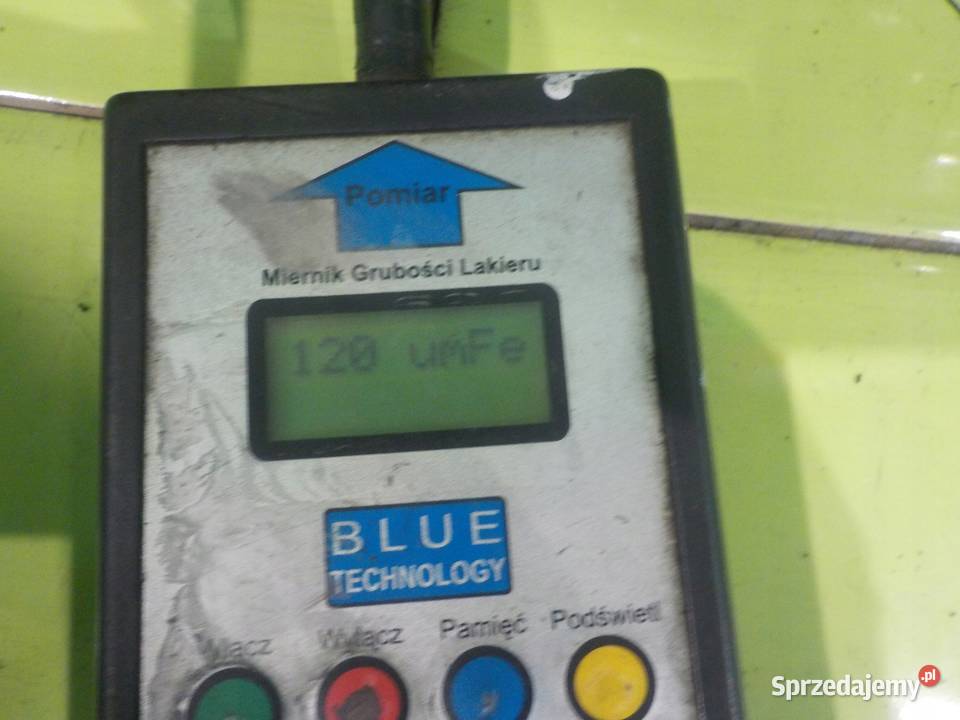 Pomiar
Miernik Grubości Lakieru
120 umFe
BLUE
TECHNOLOGY
Włącz Wyłącz Pamięć Podświetl
Sprzedajemy.pl